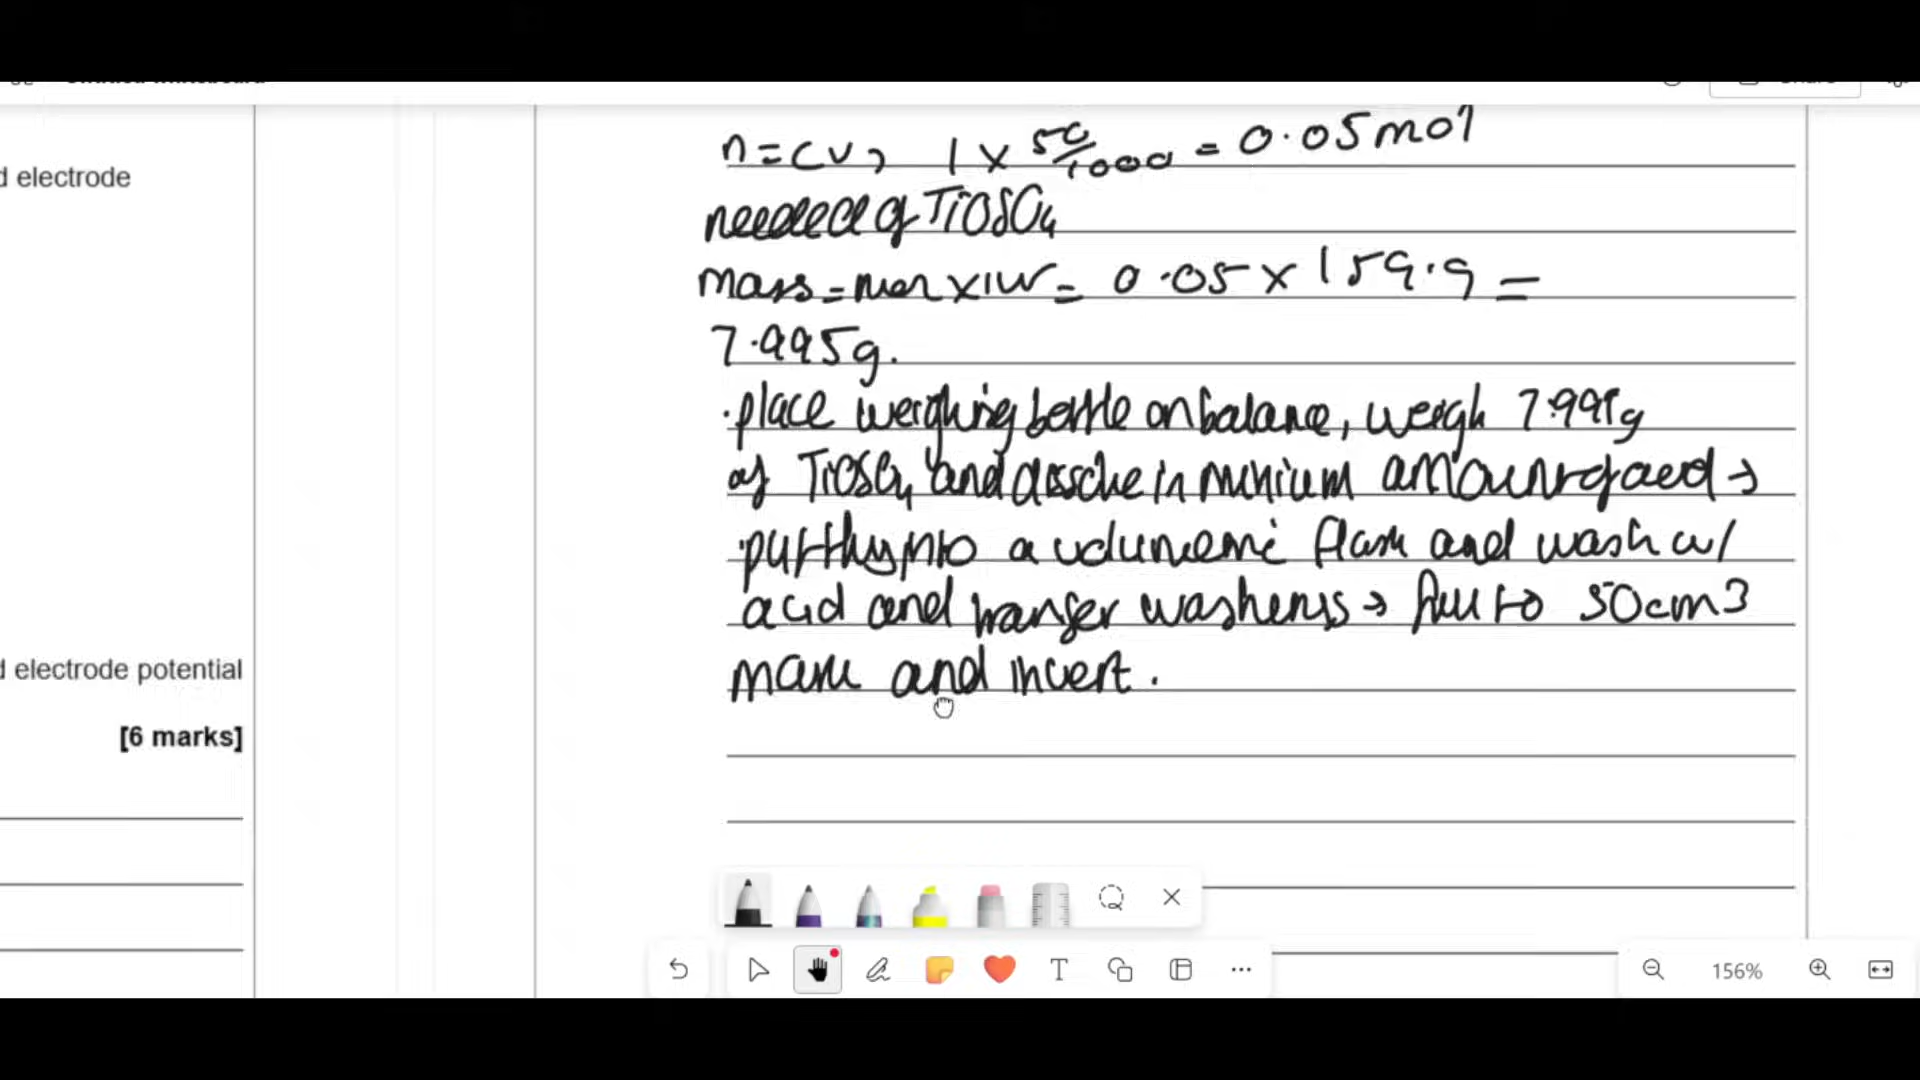 d electrode
d electrode potential
[6 marks]
n=cv, 1 x 50/1000 = 0.05mol
needed of TiOSO4
mass = mol x Mr = 0.05 x 159.9 =
7.995g.
·place weighing bottle on balance, weigh 7.995g
of TiOSO4 and dissolve in amount of acid →
·put this into a volumetric flask and wash w/
acid and transfer → fill to 50cm3
mark and invert.
T
156%